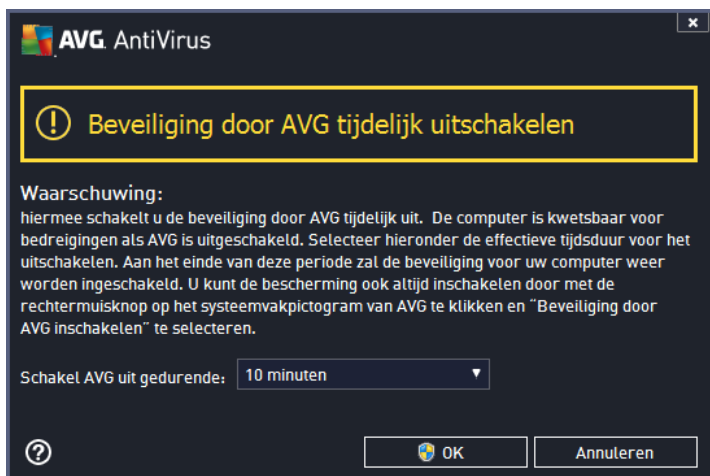 AVG. AntiVirus
Beveiliging door AVG tijdelijk uitschakelen
Waarschuwing:
hiermee schakelt u de beveiliging door AVG tijdelijk uit. De computer is kwetsbaar voor
bedreigingen als AVG is uitgeschakeld. Selecteer hieronder de effectieve tijdsduur voor het
uitschakelen. Aan het einde van deze periode zal de beveiliging voor uw computer weer
worden ingeschakeld. U kunt de bescherming ook altijd inschakelen door met de
rechtermuisknop op het systeemvakpictogram van AVG te klikken en "Beveiliging door
AVG inschakelen" te selecteren.
Schakel AVG uit gedurende: 10 minuten
OK Annuleren